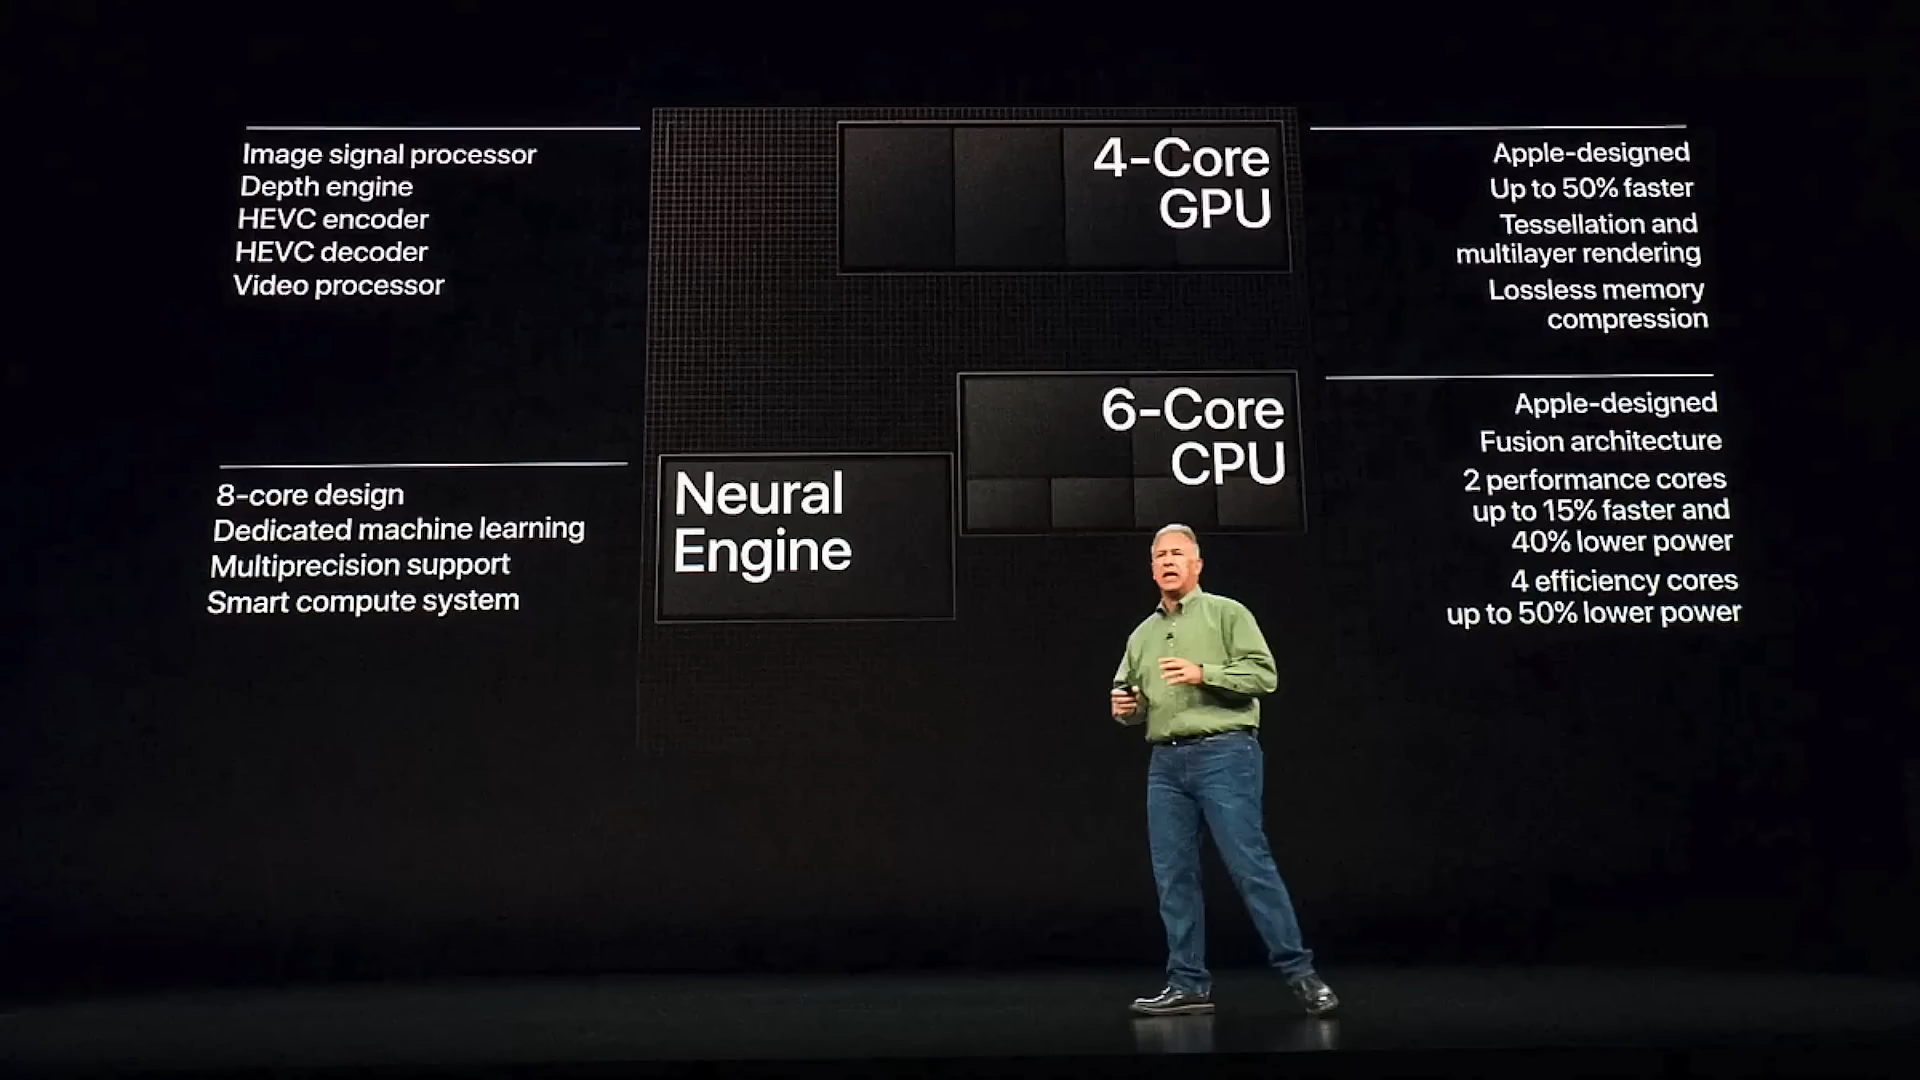 Image signal processor
Depth engine
HEVC encoder
HEVC decoder
Video processor
8-core design
Dedicated machine learning
Multiprecision support
Smart compute system
4-Core
GPU
6-Core
CPU
Neural
Engine
Apple-designed
Up to 50% faster
Tessellation and
multilayer rendering
Lossless memory
compression
Apple-designed
Fusion architecture
2 performance cores
up to 15% faster and
40% lower power
4 efficiency cores
up to 50% lower power